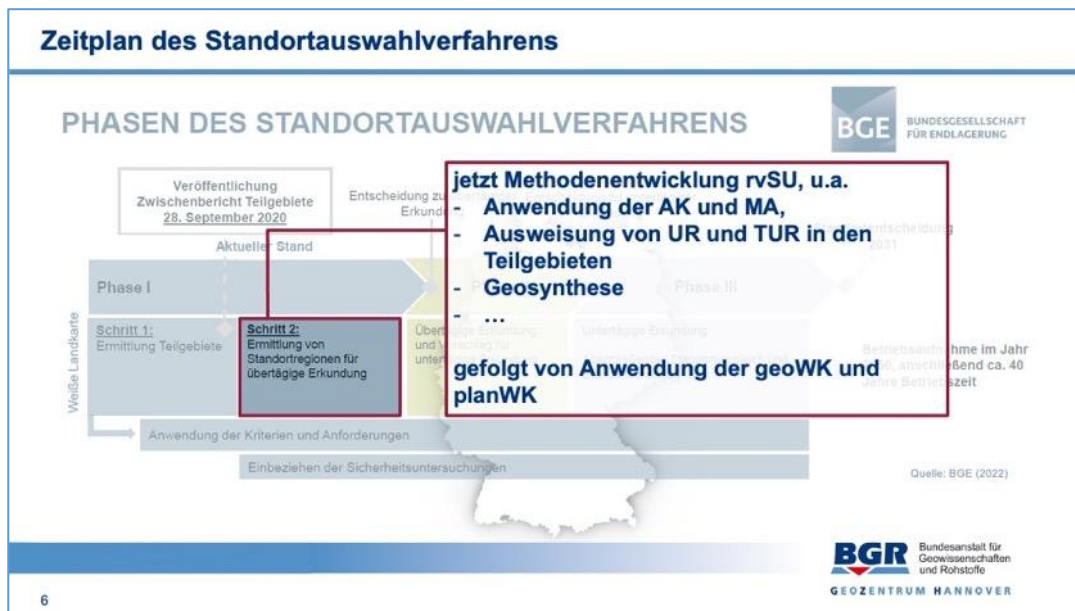 Zeitplan des Standortauswahlverfahrens
PHASEN DES STANDORTAUSWAHLVERFAHRENS
BGE
BUNDESGESELLSCHAFT
FÜR ENDLAGERUNG
Veröffentlichung
Zwischenbericht Teilgebiete
28. September 2020
Aktueller Stand
Entscheidung
Erkundung
jetzt Methodenentwicklung rvSU, u.a.
- Anwendung der AK und MA,
- Ausweisung von UR und TUR in den
Teilgebieten
- Geosynthese
- ...
gefolgt von Anwendung der geoWK und
planWK
2031
Phase I
Phase III
Weiße Landkarte
Schritt 1:
Ermittlung Teilgebiete
Schritt 2:
Ermittlung von
Standortregionen für
übertägige Erkundung
Übertägige Erkundung
und Vorschlag für
Untertägige Erkundung
Betriebsaufnahme im Jahr
anschließend ca. 40
Jahre Betriebszeit
Anwendung der Kriterien und Anforderungen
Einbeziehen der Sicherheitsuntersuchungen
Quelle: BGE (2022)
BGR
Bundesanstalt für
Geowissenschaften
und Rohstoffe
GEOZENTRUM HANNOVER
6